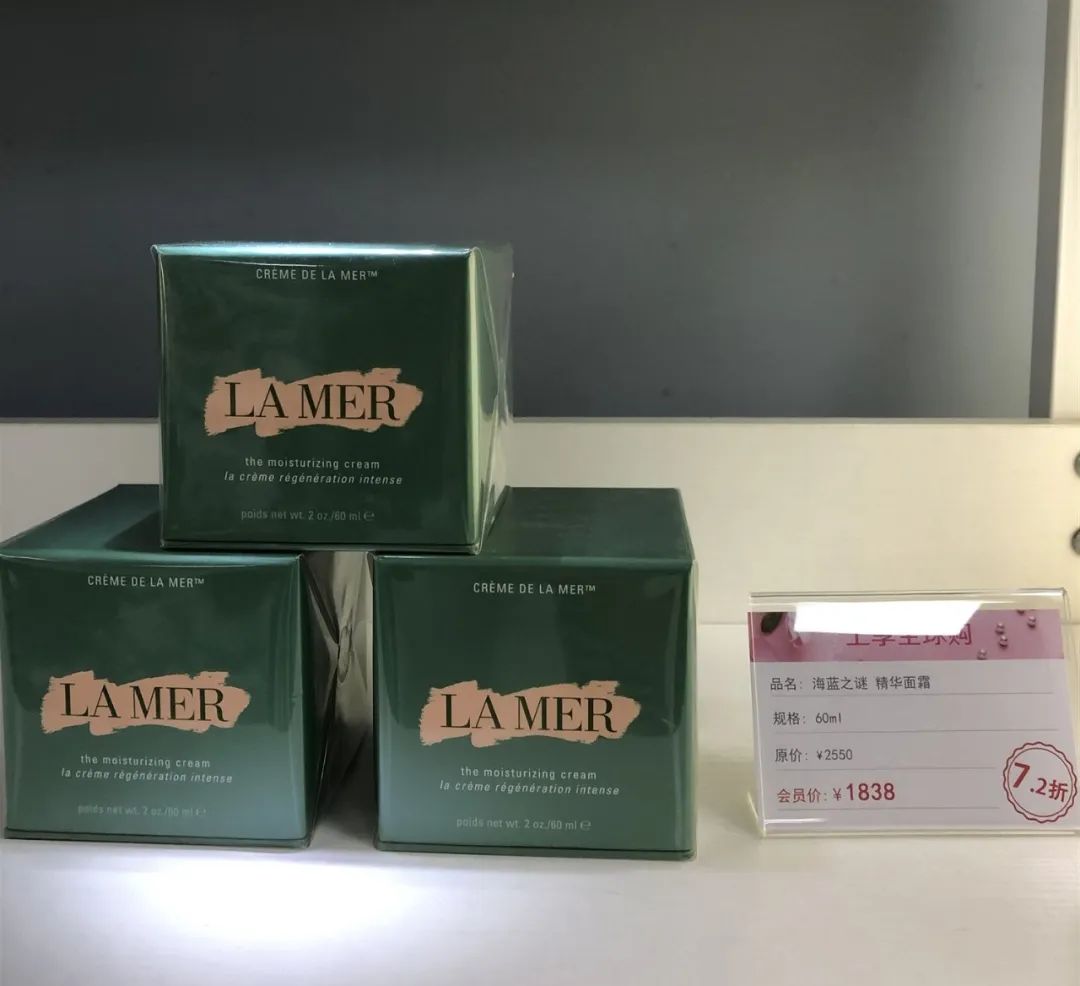 CRÈME DE LA MER™
LA MER
the moisturizing cream
la crème régénération intense
poids net wt. 2 oz./60 ml ℮
CRÈME DE LA MER™
LA MER
the moisturizing cream
la crème régénération intense
poids net wt. 2 oz./60 ml ℮
CRÈME DE LA MER™
LA MER
the moisturizing cream
la crème régénération intense
poids net wt. 2 oz./60 ml ℮
全球购
品名: 海蓝之谜 精华面霜
规格: 60ml
原价: ¥2550
会员价: ¥1838
7.2折